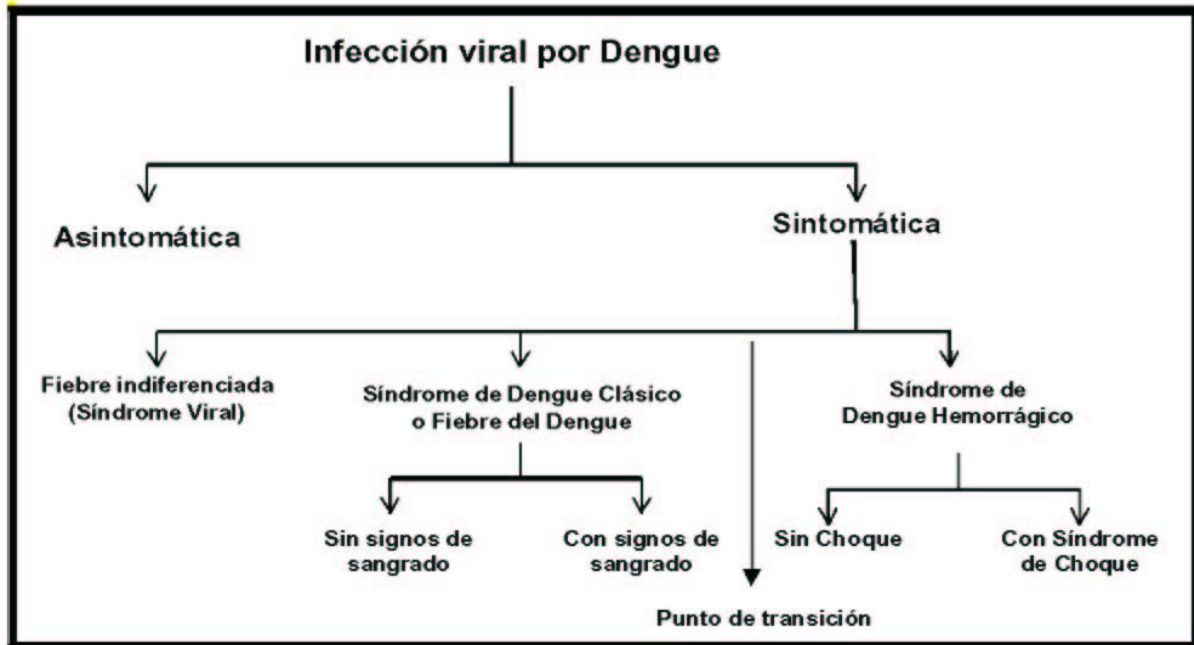 Infección viral por Dengue
Asintomática
Sintomática
Fiebre indiferenciada
(Síndrome Viral)
Síndrome de Dengue Clásico
o Fiebre del Dengue
Síndrome de
Dengue Hemorrágico
Sin signos de
sangrado
Con signos de
sangrado
Sin Choque
Con Síndrome
de Choque
Punto de transición